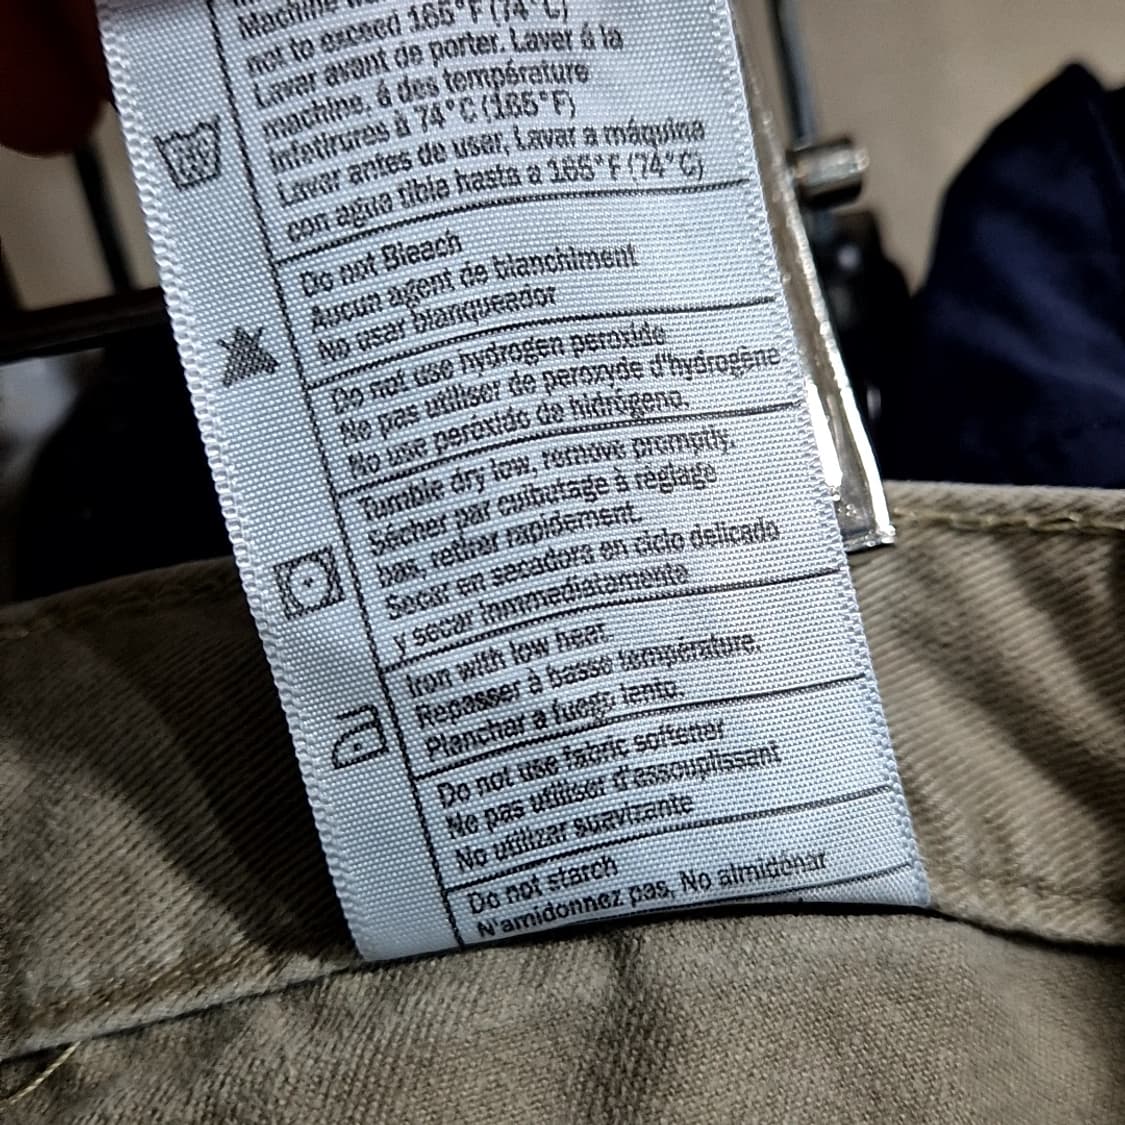 Machine
not to exceed 165°F (74°C)
Laver avant de porter. Laver á la
machine, á des température
infetirures à 74°C (165°F)
Lavar antes de usar, Lavar a máquina
con agua tibia hasta a 165°F (74°C)
Do not Bleach
Aucun agent de blanchiment
No usar blanqueador
Do not use hydrogen peroxide
Ne pas utiliser de peroxyde d'hydrogène
No use peróxido de hidrógeno.
Tumble dry low, remove promptly.
Sécher par culbutage à réglage
bas, retirer rapidement.
Secar en secadora en ciclo delicado
y secar immmediatamente
Iron with low heat
Repasser à basse température.
Planchar a fuego lento.
Do not use fabric softener
Ne pas utiliser d'assouplissant
No utilizar suavizante
Do not starch
N'amidonnez pas, No almidónar